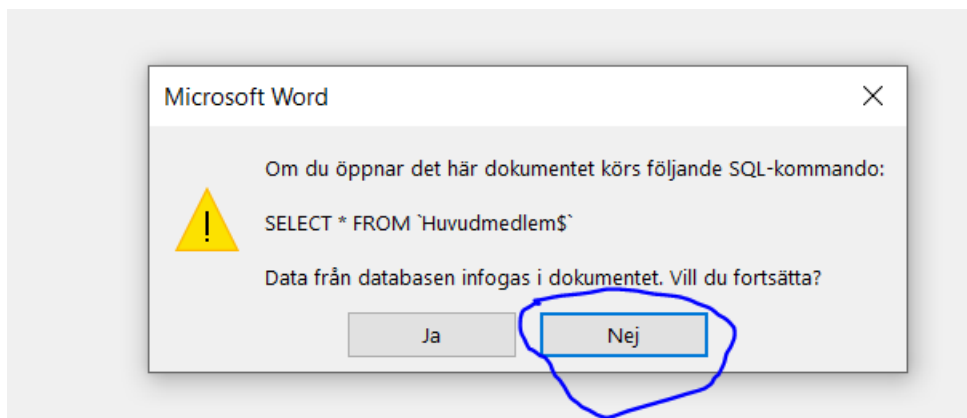 Microsoft Word
Om du öppnar det här dokumentet körs följande SQL-kommando:
SELECT * FROM `Huvudmedlem$`
Data från databasen infogas i dokumentet. Vill du fortsätta?
Ja Nej